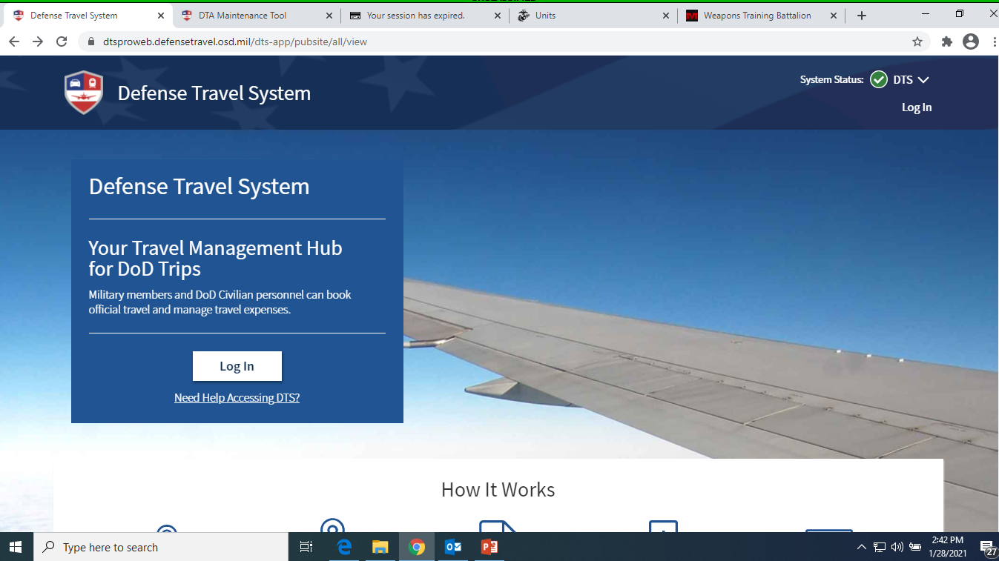 Defense Travel System
DTA Maintenance Tool
Your session has expired.
Units
Weapons Training Battalion
dtsproweb.defensetravel.osd.mil/dts-app/pubsite/all/view
Defense Travel System
System Status: DTS
Log In
Defense Travel System
Your Travel Management Hub
for DoD Trips
Military members and DoD Civilian personnel can book
official travel and manage travel expenses.
Log In
Need Help Accessing DTS?
How It Works
Type here to search
2:42 PM
1/28/2021
27